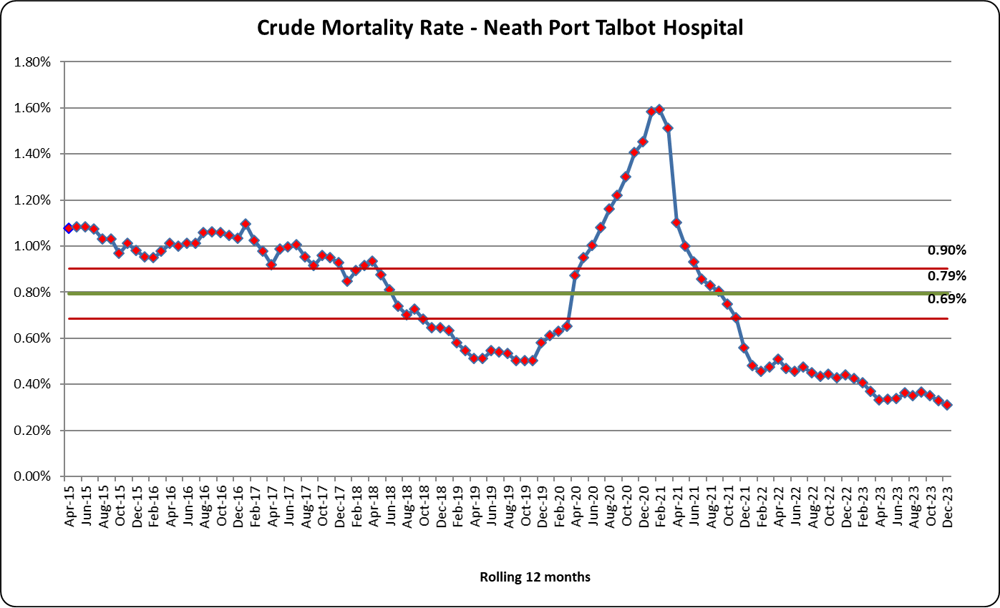 Crude Mortality Rate - Neath Port Talbot Hospital
1.80%
1.60%
1.40%
1.20%
1.00%
0.80%
0.60%
0.40%
0.20%
0.00%
0.90%
0.79%
0.69%
Apr-15
Jun-15
Aug-15
Oct-15
Dec-15
Feb-16
Apr-16
Jun-16
Aug-16
Oct-16
Dec-16
Feb-17
Apr-17
Jun-17
Aug-17
Oct-17
Dec-17
Feb-18
Apr-18
Jun-18
Aug-18
Oct-18
Dec-18
Feb-19
Apr-19
Jun-19
Aug-19
Oct-19
Dec-19
Feb-20
Apr-20
Jun-20
Aug-20
Oct-20
Dec-20
Feb-21
Apr-21
Jun-21
Aug-21
Oct-21
Dec-21
Feb-22
Apr-22
Jun-22
Aug-22
Oct-22
Dec-22
Feb-23
Apr-23
Jun-23
Aug-23
Oct-23
Dec-23
Rolling 12 months